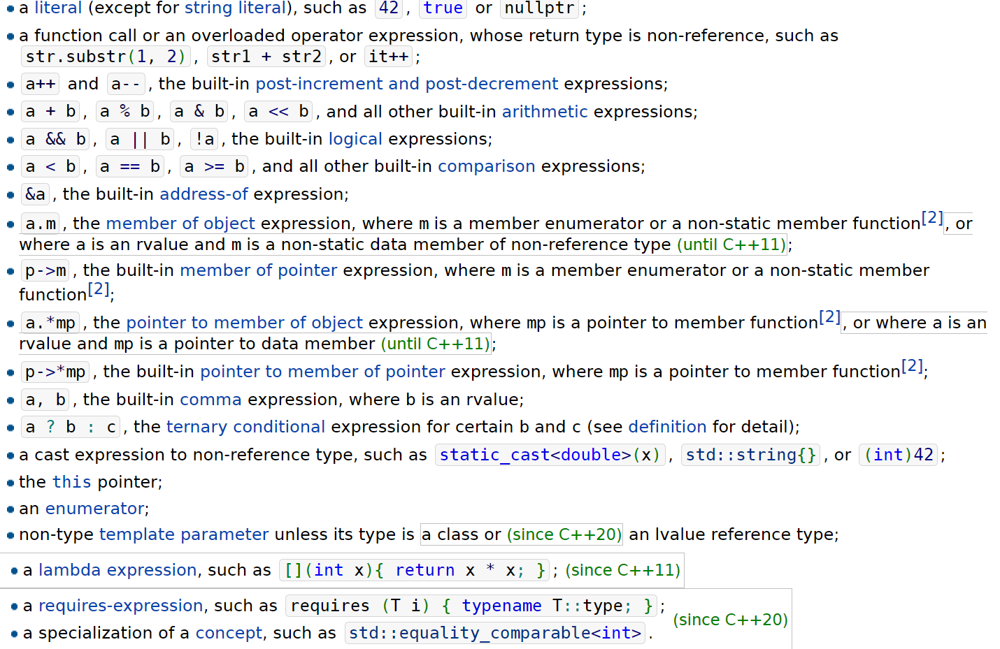 a literal (except for string literal), such as 42, true or nullptr;
a function call or an overloaded operator expression, whose return type is non-reference, such as
str.substr(1, 2), str1 + str2, or it++;
a++ and a--, the built-in post-increment and post-decrement expressions;
a + b, a % b, a & b, a << b, and all other built-in arithmetic expressions;
a && b, a || b, !a, the built-in logical expressions;
a < b, a == b, a >= b, and all other built-in comparison expressions;
&a, the built-in address-of expression;
a.m, the member of object expression, where m is a member enumerator or a non-static member function[2], or
where a is an rvalue and m is a non-static data member of non-reference type (until C++11);
p->m, the built-in member of pointer expression, where m is a member enumerator or a non-static member
function[2];
a.*mp, the pointer to member of object expression, where mp is a pointer to member function[2], or where a is an
rvalue and mp is a pointer to data member (until C++11);
p->*mp, the built-in pointer to member of pointer expression, where mp is a pointer to member function[2];
a, b, the built-in comma expression, where b is an rvalue;
a ? b : c, the ternary conditional expression for certain b and c (see definition for detail);
a cast expression to non-reference type, such as static_cast<double>(x), std::string{}, or (int)42;
the this pointer;
an enumerator;
non-type template parameter unless its type is a class or (since C++20) an lvalue reference type;
a lambda expression, such as [](int x){ return x * x; }; (since C++11)
a requires-expression, such as requires (T i) { typename T::type; };
(since C++20)
a specialization of a concept, such as std::equality_comparable<int>.